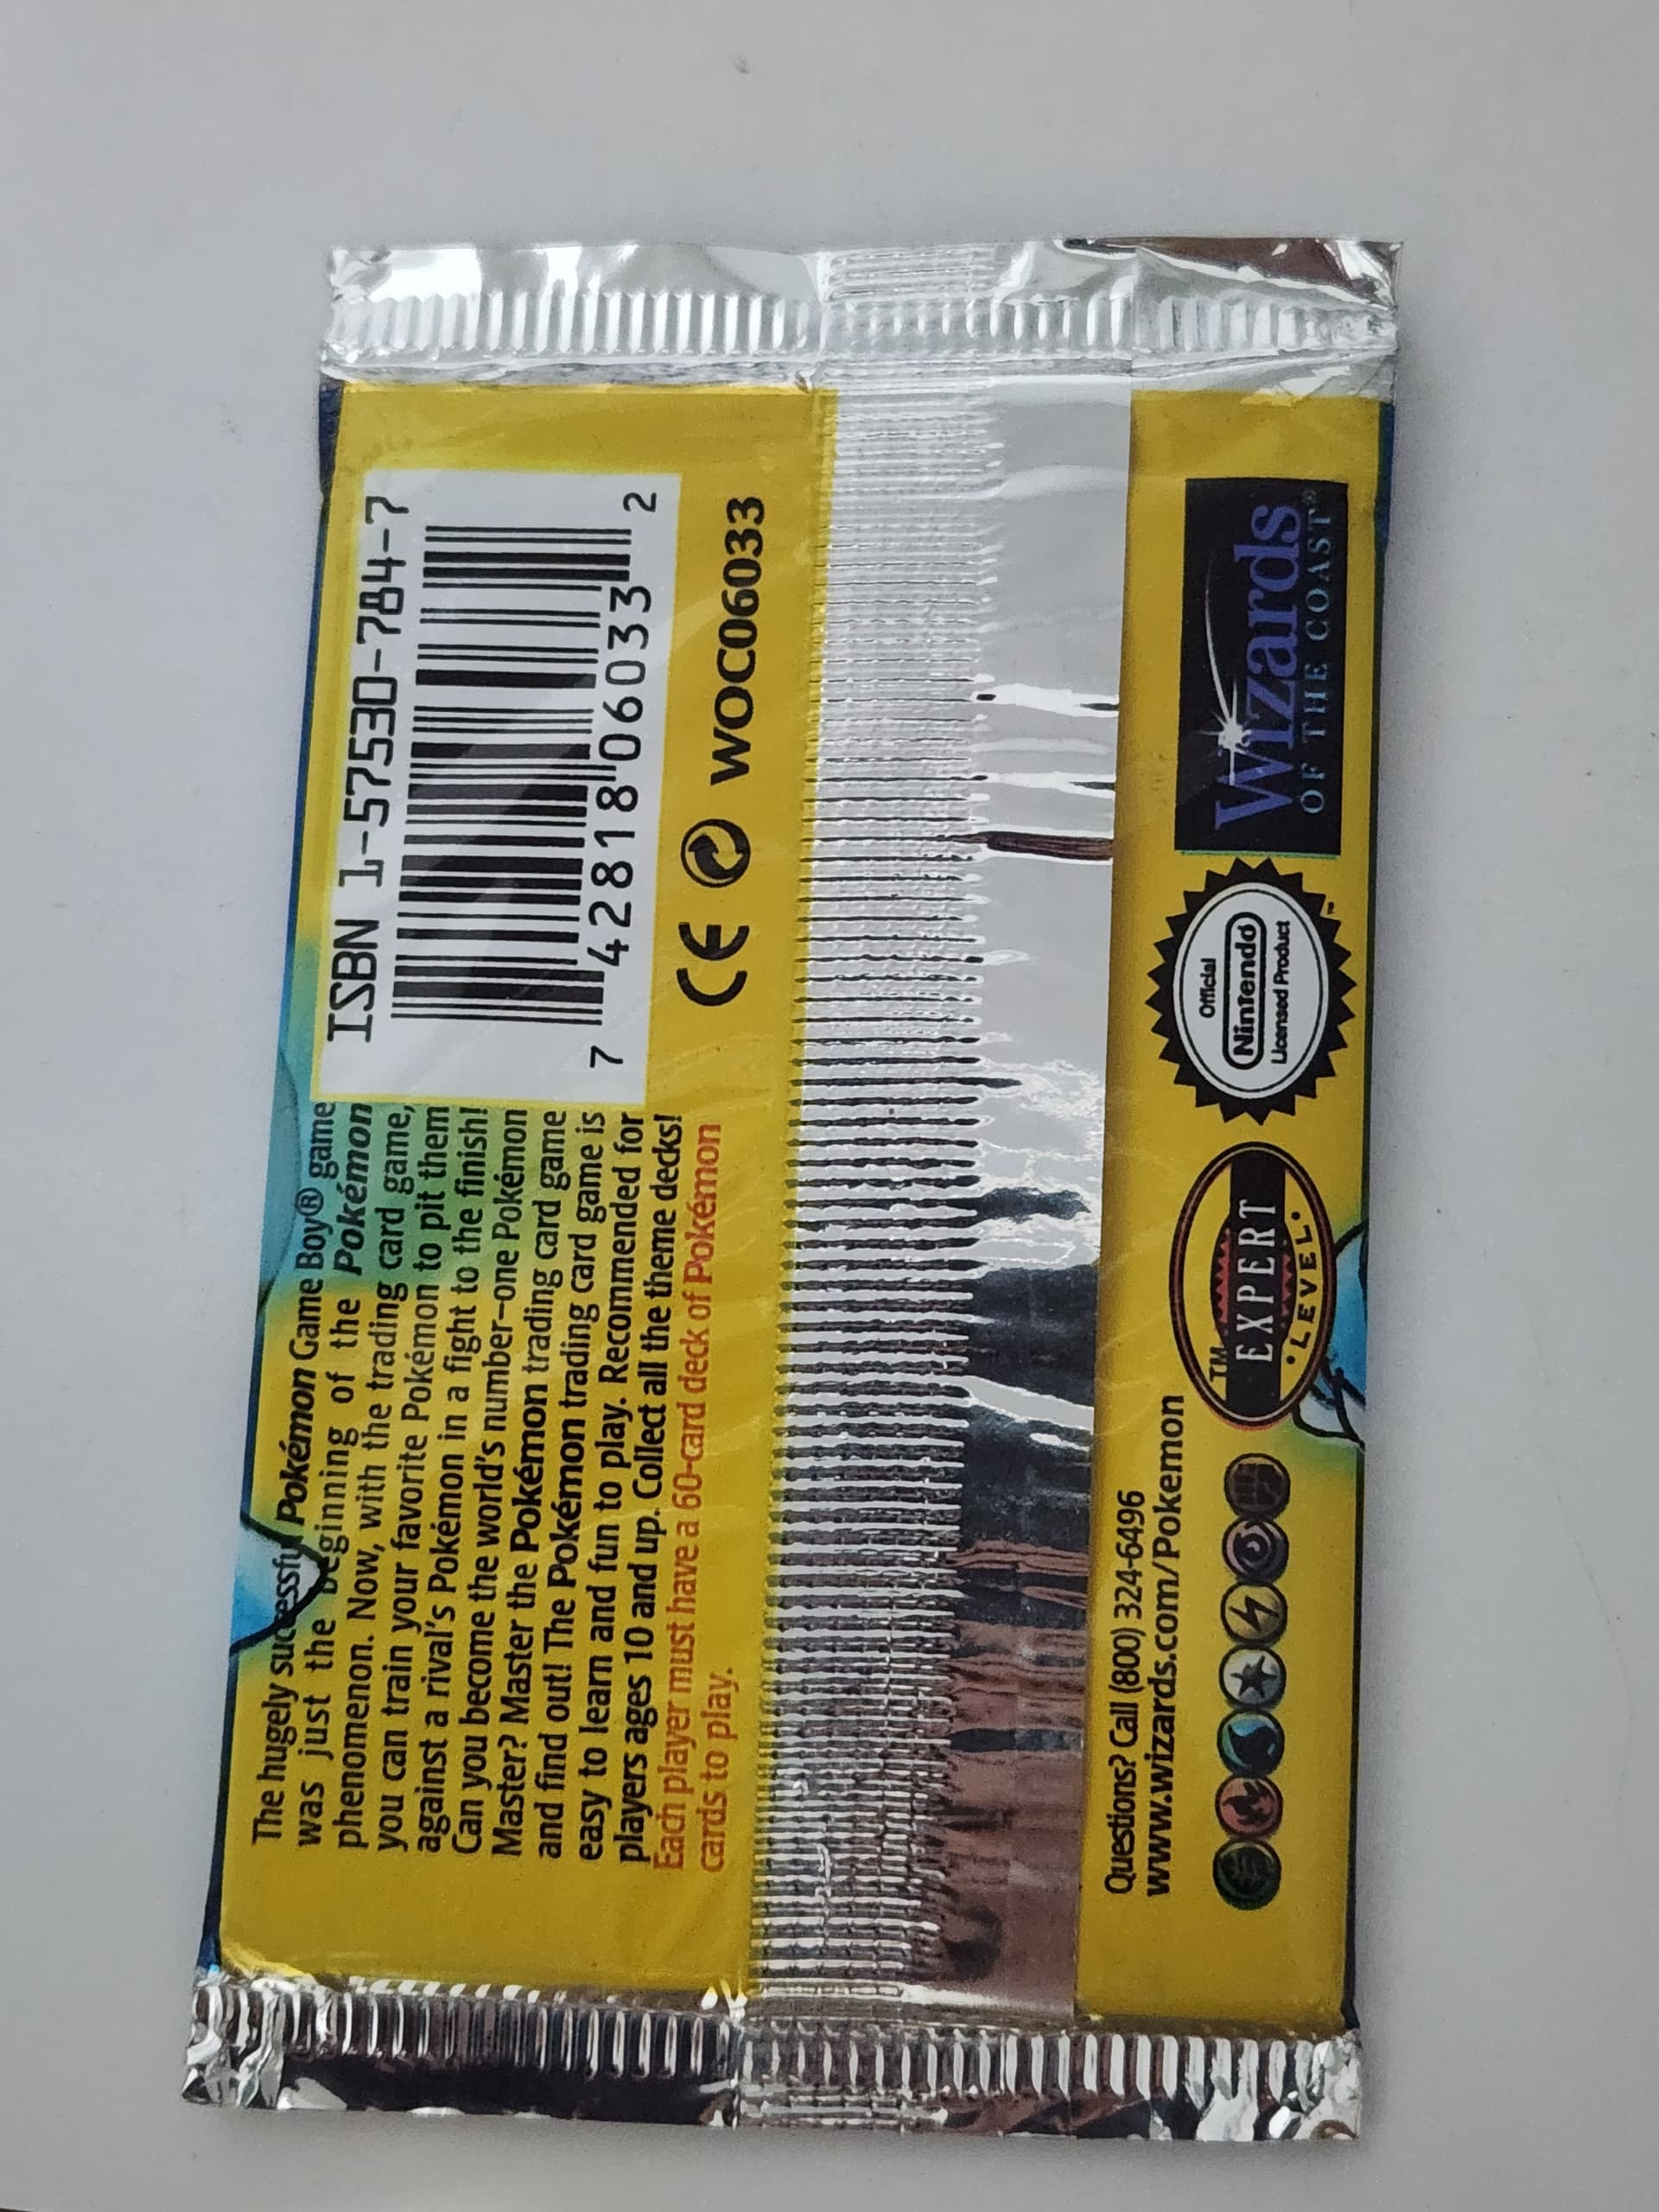 The hugely successful Pokémon Game Boy® game
was just the beginning of the Pokémon
phenomenon. Now, with the trading card game,
you can train your favorite Pokémon to pit them
against a rival's Pokémon in a fight to the finish!
Can you become the world's number-one Pokémon
Master? Master the Pokémon trading card game
and find out! The Pokémon trading card game is
easy to learn and fun to play. Recommended for
players ages 10 and up. Collect all the theme decks!
Each player must have a 60-card deck of Pokémon
cards to play.
ISBN 1-57530-784-7
7 42818 06033 2
CE WOC06033
Questions? Call (800) 324-6496
www.wizards.com/Pokemon
TM
EXPERT
LEVEL
Official
Nintendo
Licensed Product
TM
Wizards
OF THE COAST®